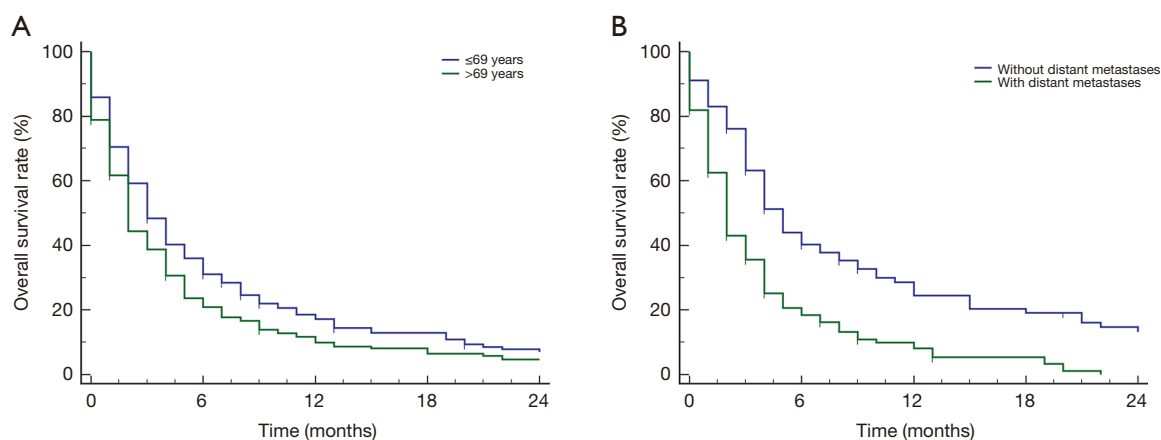 A
Overall survival rate (%)
100
80
60
40
20
0
≤69 years
>69 years
0 6 12 18 24
Time (months)
B
Overall survival rate (%)
100
80
60
40
20
0
Without distant metastases
With distant metastases
0 6 12 18 24
Time (months)